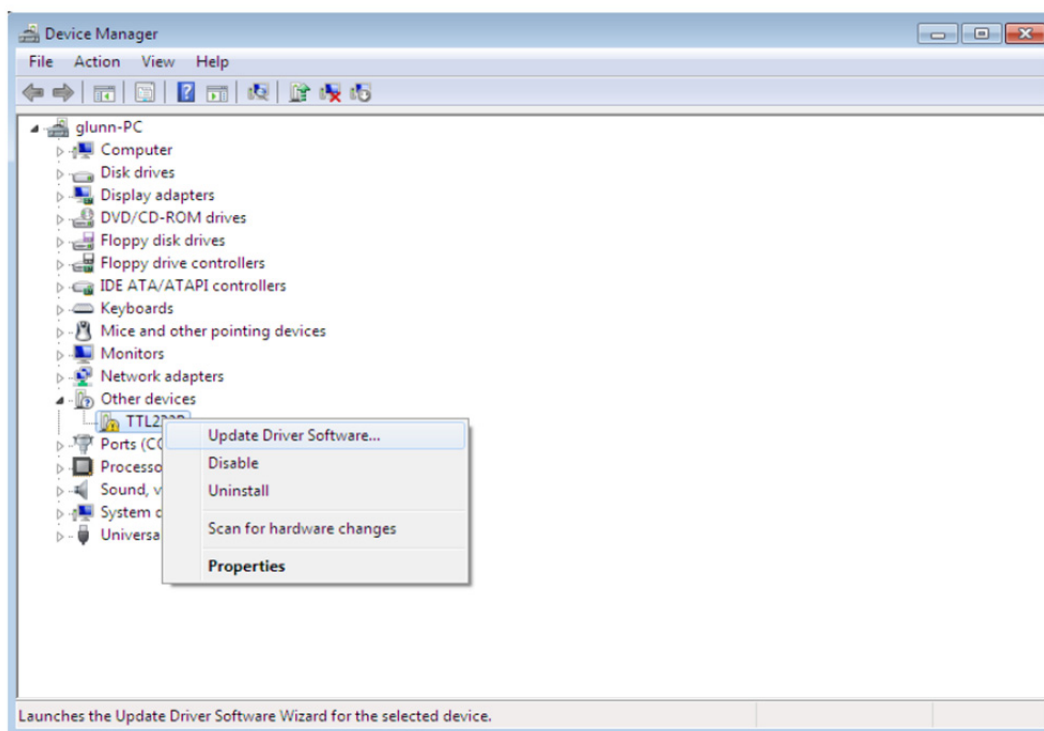 Device Manager
File Action View Help
glunn-PC
Computer
Disk drives
Display adapters
DVD/CD-ROM drives
Floppy disk drives
Floppy drive controllers
IDE ATA/ATAPI controllers
Keyboards
Mice and other pointing devices
Monitors
Network adapters
Other devices
Ports
Sound,
System
Update Driver Software...
Disable
Uninstall
Scan for hardware changes
Properties
Launches the Update Driver Software Wizard for the selected device.